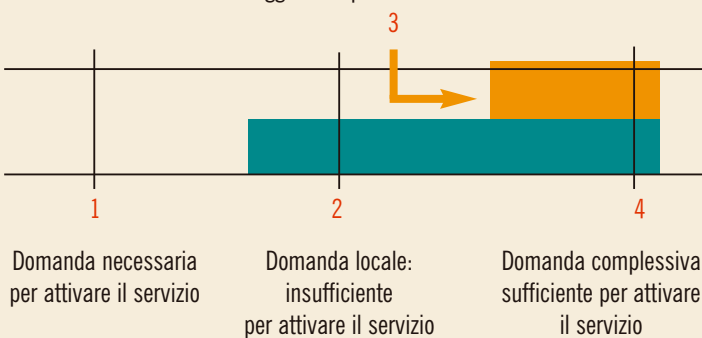 3
1
2
4
Domanda necessaria
per attivare il servizio
Domanda locale:
insufficiente
per attivare il servizio
Domanda complessiva
sufficiente per attivare
il servizio